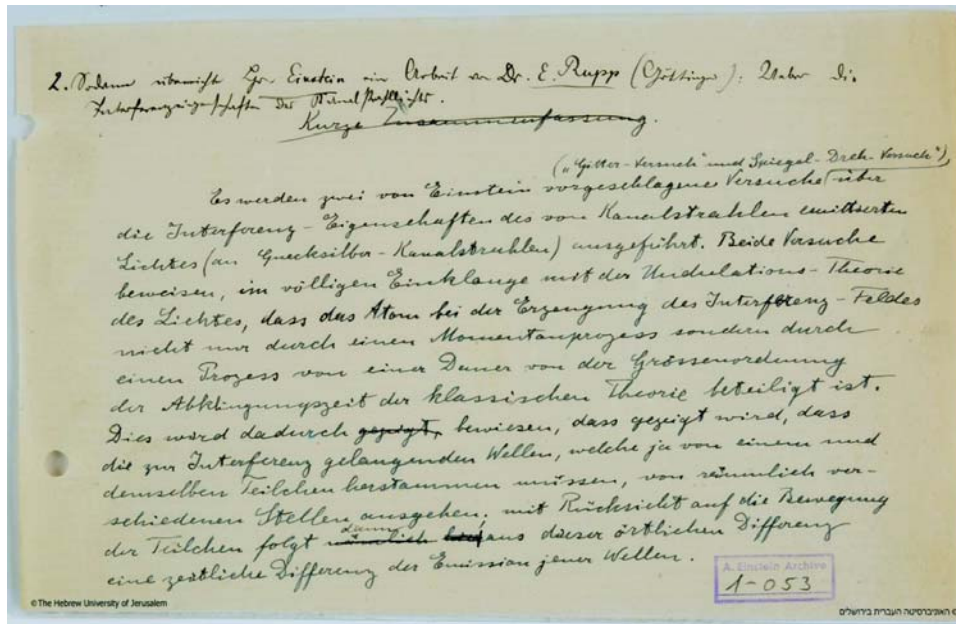 2. Sodann überreicht Hr. Einstein eine Arbeit von Dr. E. Rupp (Göttingen): Ueber die
Interferenzeigenschaften des Kanalstrahllichts.
Kurze Zusammenfassung.
("Gitter-Versuch" und Spiegel-Dreh-Versuch"),
Es werden zwei von Einstein vorgeschlagene Versuche über
die Interferenz-Eigenschaften des von Kanalstrahlen emittierten
Lichtes (an Quecksilber-Kanalstrahlen) ausgeführt. Beide Versuche
beweisen, im völligen Einklange mit der Undulations-Theorie
des Lichtes, dass das Atom bei der Erzeugung des Interferenz-Feldes
nicht nur durch einen Momentanprozess sondern durch
einen Prozess von einer Dauer von der Grössenordnung
der Abklingungszeit der klassischen Theorie beteiligt ist.
Dies wird dadurch gezeigt, bewiesen, dass gezeigt wird, dass
die zur Interferenz gelangenden Wellen, welche ja von einem und
demselben Teilchen herstammen müssen, von räumlich ver-
schiedenen Stellen ausgehen; mit Rücksicht auf die Bewegung
dann
der Teilchen folgt nämlich aus dieser örtlichen Differenz
eine zeitliche Differenz der Emission jener Wellen.
A. Einstein Archive
1-053
© The Hebrew University of Jerusalem
© האוניברסיטה העברית בירושלים